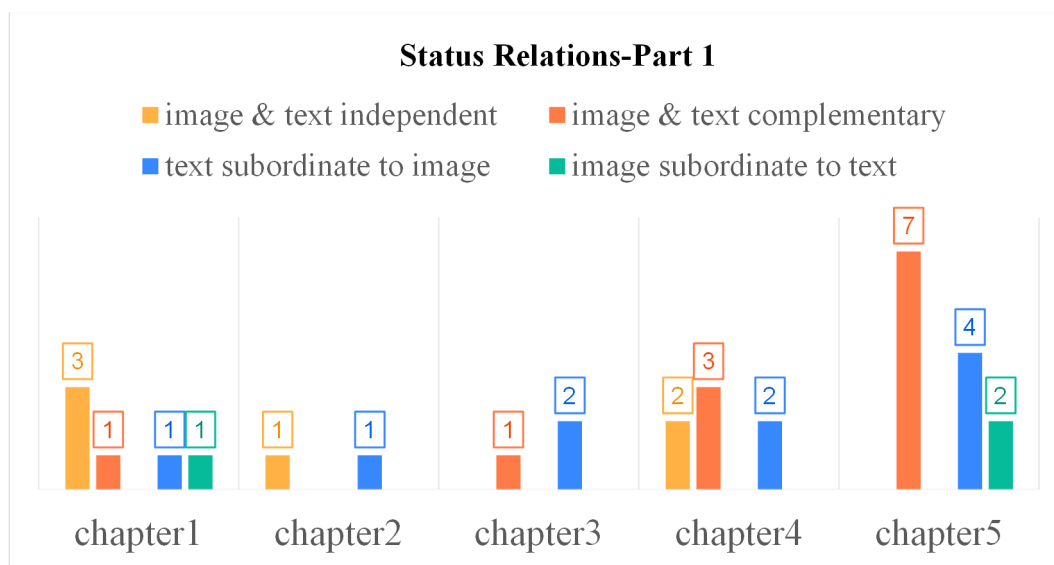 Status Relations-Part 1
image & text independent
image & text complementary
text subordinate to image
image subordinate to text
3
1
1
1
1
1
1
2
2
3
2
7
4
2
chapter1
chapter2
chapter3
chapter4
chapter5